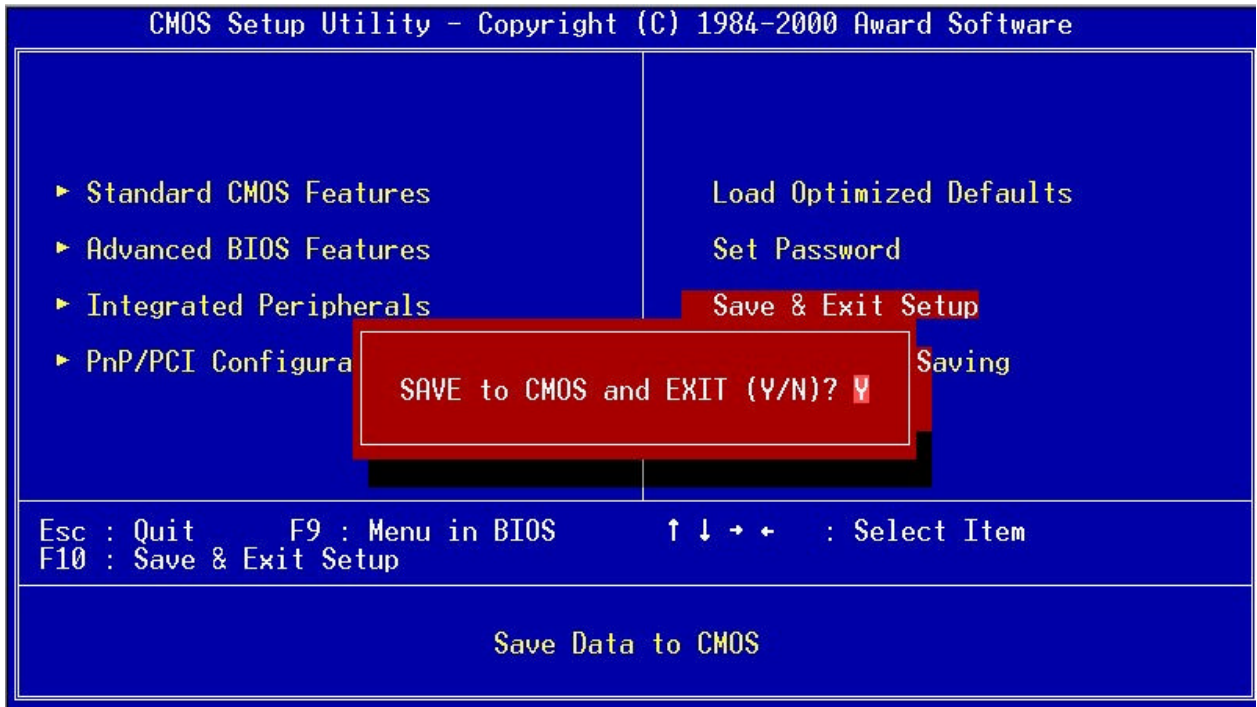 CMOS Setup Utility - Copyright (C) 1984-2000 Award Software
► Standard CMOS Features
► Advanced BIOS Features
► Integrated Peripherals
► PnP/PCI Configura
Load Optimized Defaults
Set Password
Save & Exit Setup
Saving
SAVE to CMOS and EXIT (Y/N)? Y
Esc : Quit F9 : Menu in BIOS ↑ ↓ → ← : Select Item
F10 : Save & Exit Setup
Save Data to CMOS